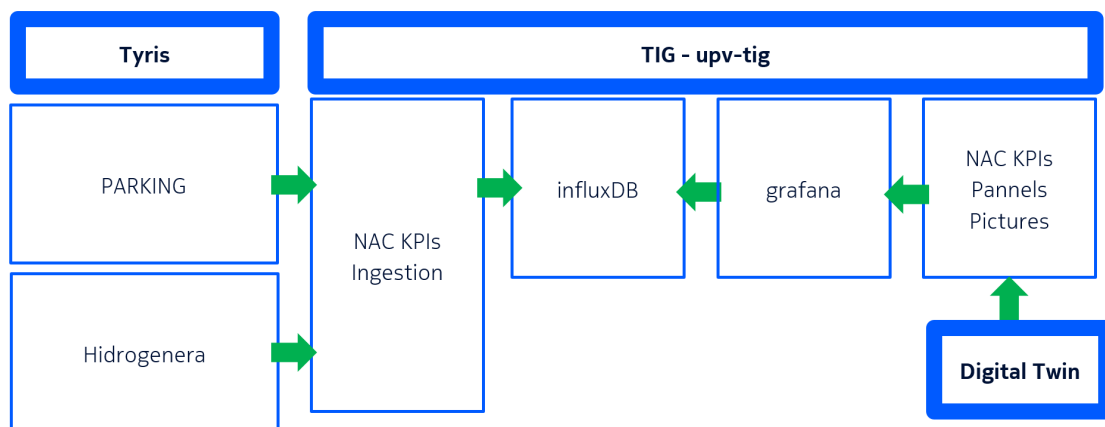 Tyris
TIG - upv-tig
PARKING
Hidrogenera
NAC KPIs
Ingestion
influxDB
grafana
NAC KPIs
Pannels
Pictures
Digital Twin